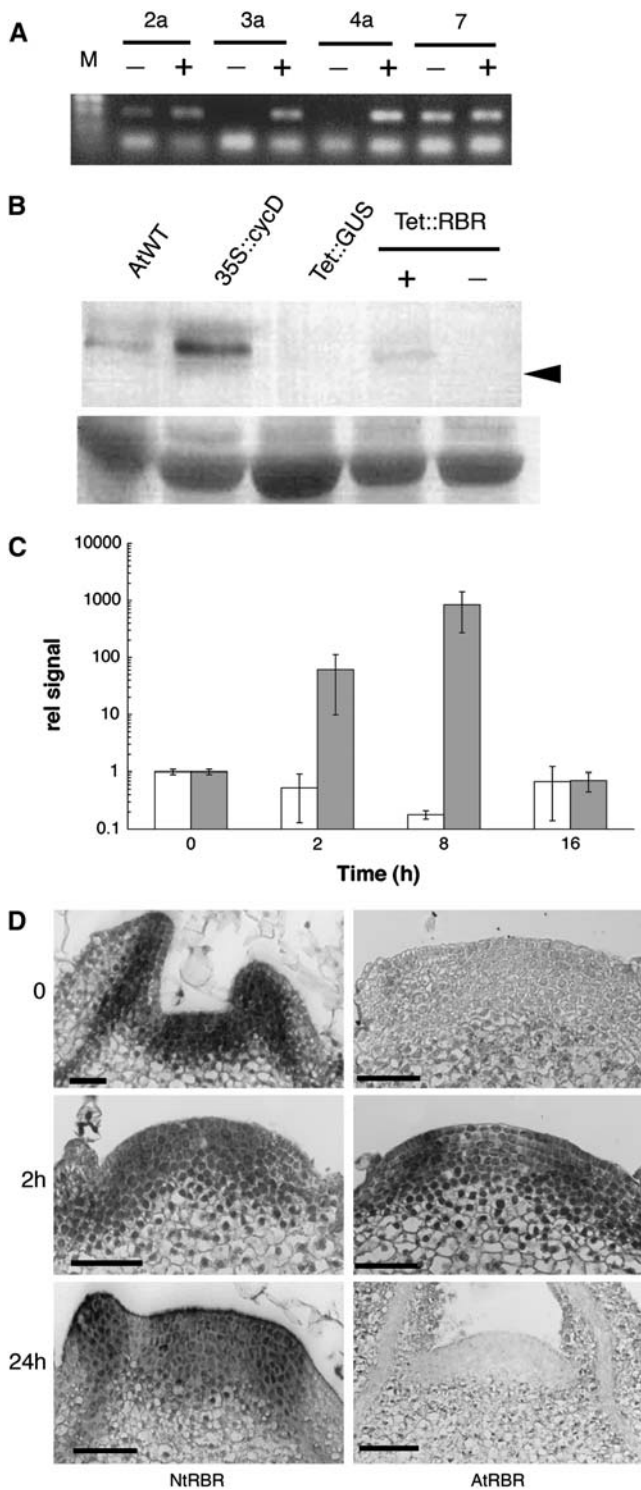 A
2a 3a 4a 7
M − + − + − + − +
B
AtWT
35S::cycD
Tet::GUS
Tet::RBR
+ −
C
10000
1000
100
10
1
0.1
rel signal
0 2 8 16
Time (h)
D
0
2h
24h
NtRBR AtRBR